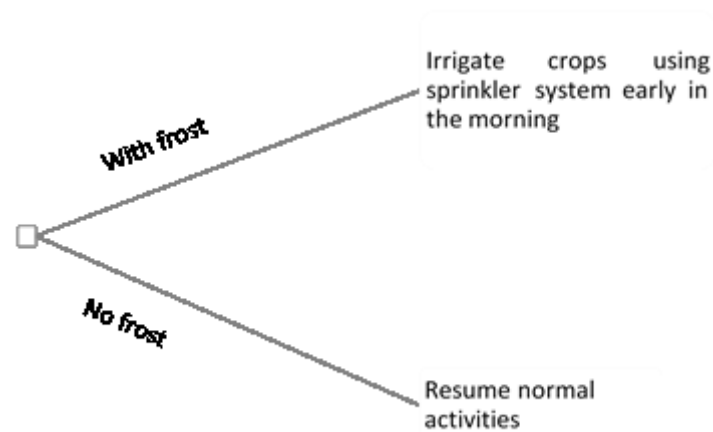 Irrigate crops using
sprinkler system early in
the morning
With frost
No frost
Resume normal
activities